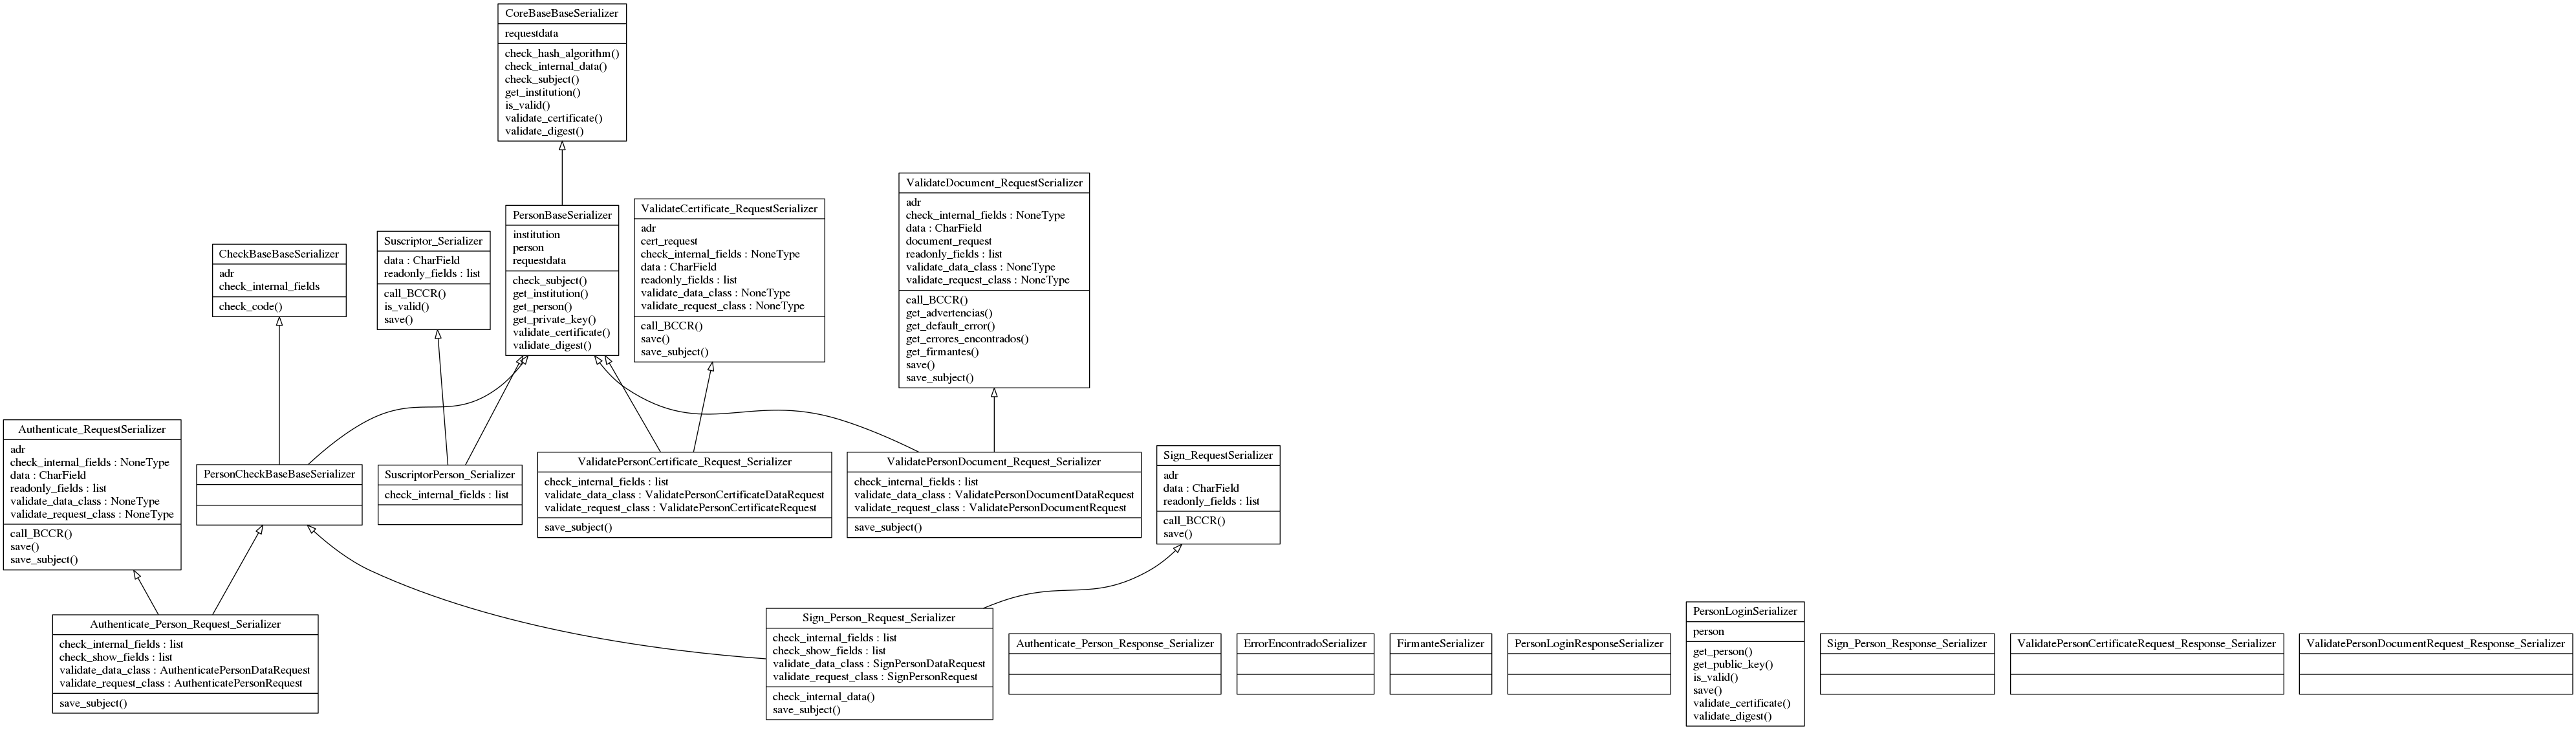 CoreBaseBaseSerializer
requestdata
check_hash_algorithm()
check_internal_data()
check_subject()
get_institution()
is_valid()
validate_certificate()
validate_digest()
ValidateDocument_RequestSerializer
adr
check_internal_fields : NoneType
data : CharField
document_request
readonly_fields : list
validate_data_class : NoneType
validate_request_class : NoneType
call_BCCR()
get_advertencias()
get_default_error()
get_errores_encontrados()
get_firmantes()
save()
save_subject()
ValidateCertificate_RequestSerializer
adr
cert_request
check_internal_fields : NoneType
data : CharField
readonly_fields : list
validate_data_class : NoneType
validate_request_class : NoneType
call_BCCR()
save()
save_subject()
PersonBaseSerializer
institution
person
requestdata
check_subject()
get_institution()
get_person()
get_private_key()
validate_certificate()
validate_digest()
Suscriptor_Serializer
data : CharField
readonly_fields : list
call_BCCR()
is_valid()
save()
CheckBaseBaseSerializer
adr
check_internal_fields
check_code()
Authenticate_RequestSerializer
adr
check_internal_fields : NoneType
data : CharField
readonly_fields : list
validate_data_class : NoneType
validate_request_class : NoneType
call_BCCR()
save()
save_subject()
PersonCheckBaseBaseSerializer
SuscriptorPerson_Serializer
check_internal_fields : list
ValidatePersonCertificate_Request_Serializer
check_internal_fields : list
validate_data_class : ValidatePersonCertificateDataRequest
validate_request_class : ValidatePersonCertificateRequest
save_subject()
ValidatePersonDocument_Request_Serializer
check_internal_fields : list
validate_data_class : ValidatePersonDocumentDataRequest
validate_request_class : ValidatePersonDocumentRequest
save_subject()
Sign_RequestSerializer
adr
data : CharField
readonly_fields : list
call_BCCR()
save()
Authenticate_Person_Request_Serializer
check_internal_fields : list
check_show_fields : list
validate_data_class : AuthenticatePersonDataRequest
validate_request_class : AuthenticatePersonRequest
save_subject()
Sign_Person_Request_Serializer
check_internal_fields : list
check_show_fields : list
validate_data_class : SignPersonDataRequest
validate_request_class : SignPersonRequest
check_internal_data()
save_subject()
Authenticate_Person_Response_Serializer
ErrorEncontradoSerializer
FirmanteSerializer
PersonLoginResponseSerializer
PersonLoginSerializer
person
get_person()
get_public_key()
is_valid()
save()
validate_certificate()
validate_digest()
Sign_Person_Response_Serializer
ValidatePersonCertificateRequest_Response_Serializer
ValidatePersonDocumentRequest_Response_Serializer